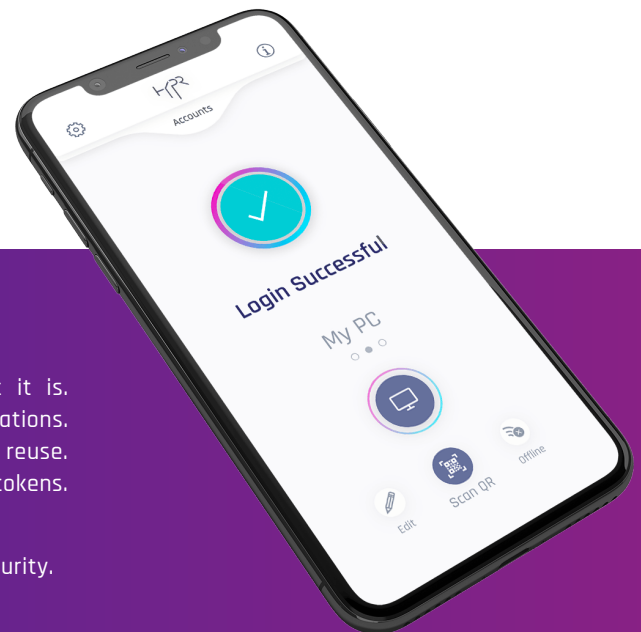 HYPR
Accounts
Login Successful
My PC
Edit
Scan QR
Offline
it is.
ations.
reuse.
tokens.
urity.